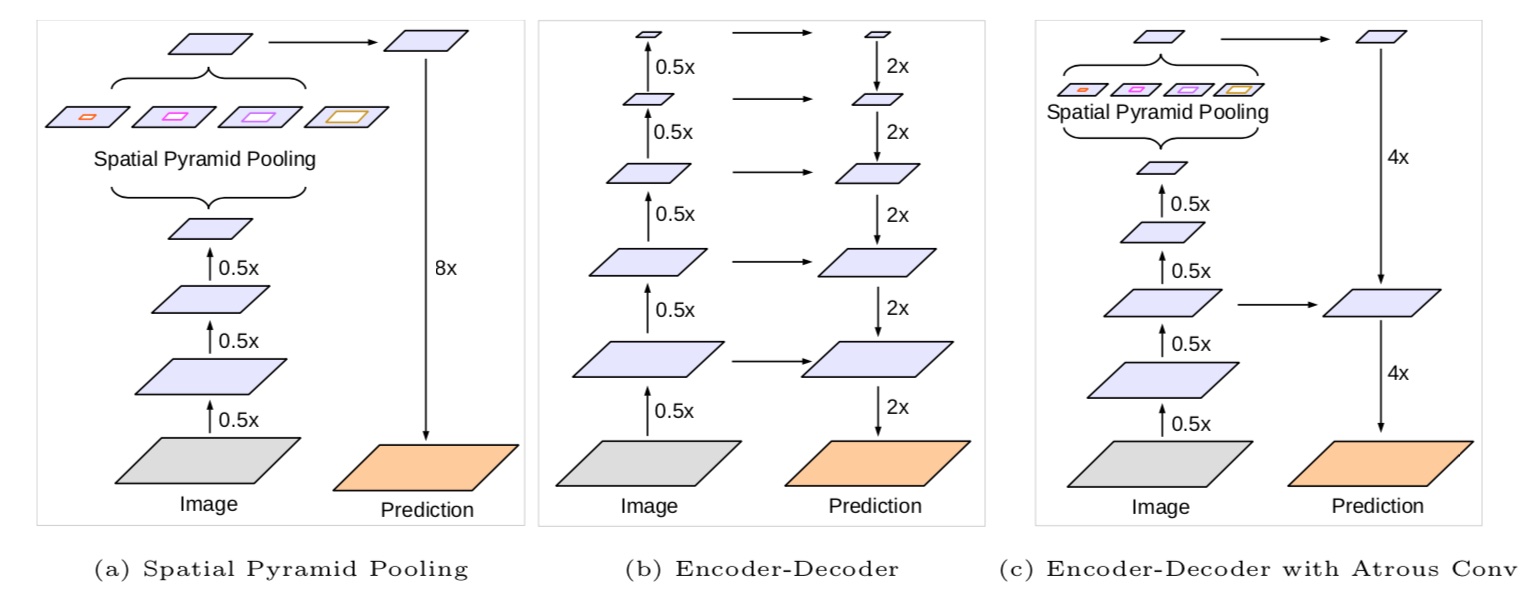 Spatial Pyramid Pooling
0.5x
0.5x
0.5x
8x
Image
Prediction
0.5x
0.5x
0.5x
0.5x
0.5x
2x
2x
2x
2x
2x
Image
Prediction
Spatial Pyramid Pooling
0.5x
0.5x
0.5x
0.5x
4x
4x
Image
Prediction
(a) Spatial Pyramid Pooling
(b) Encoder-Decoder
(c) Encoder-Decoder with Atrous Conv